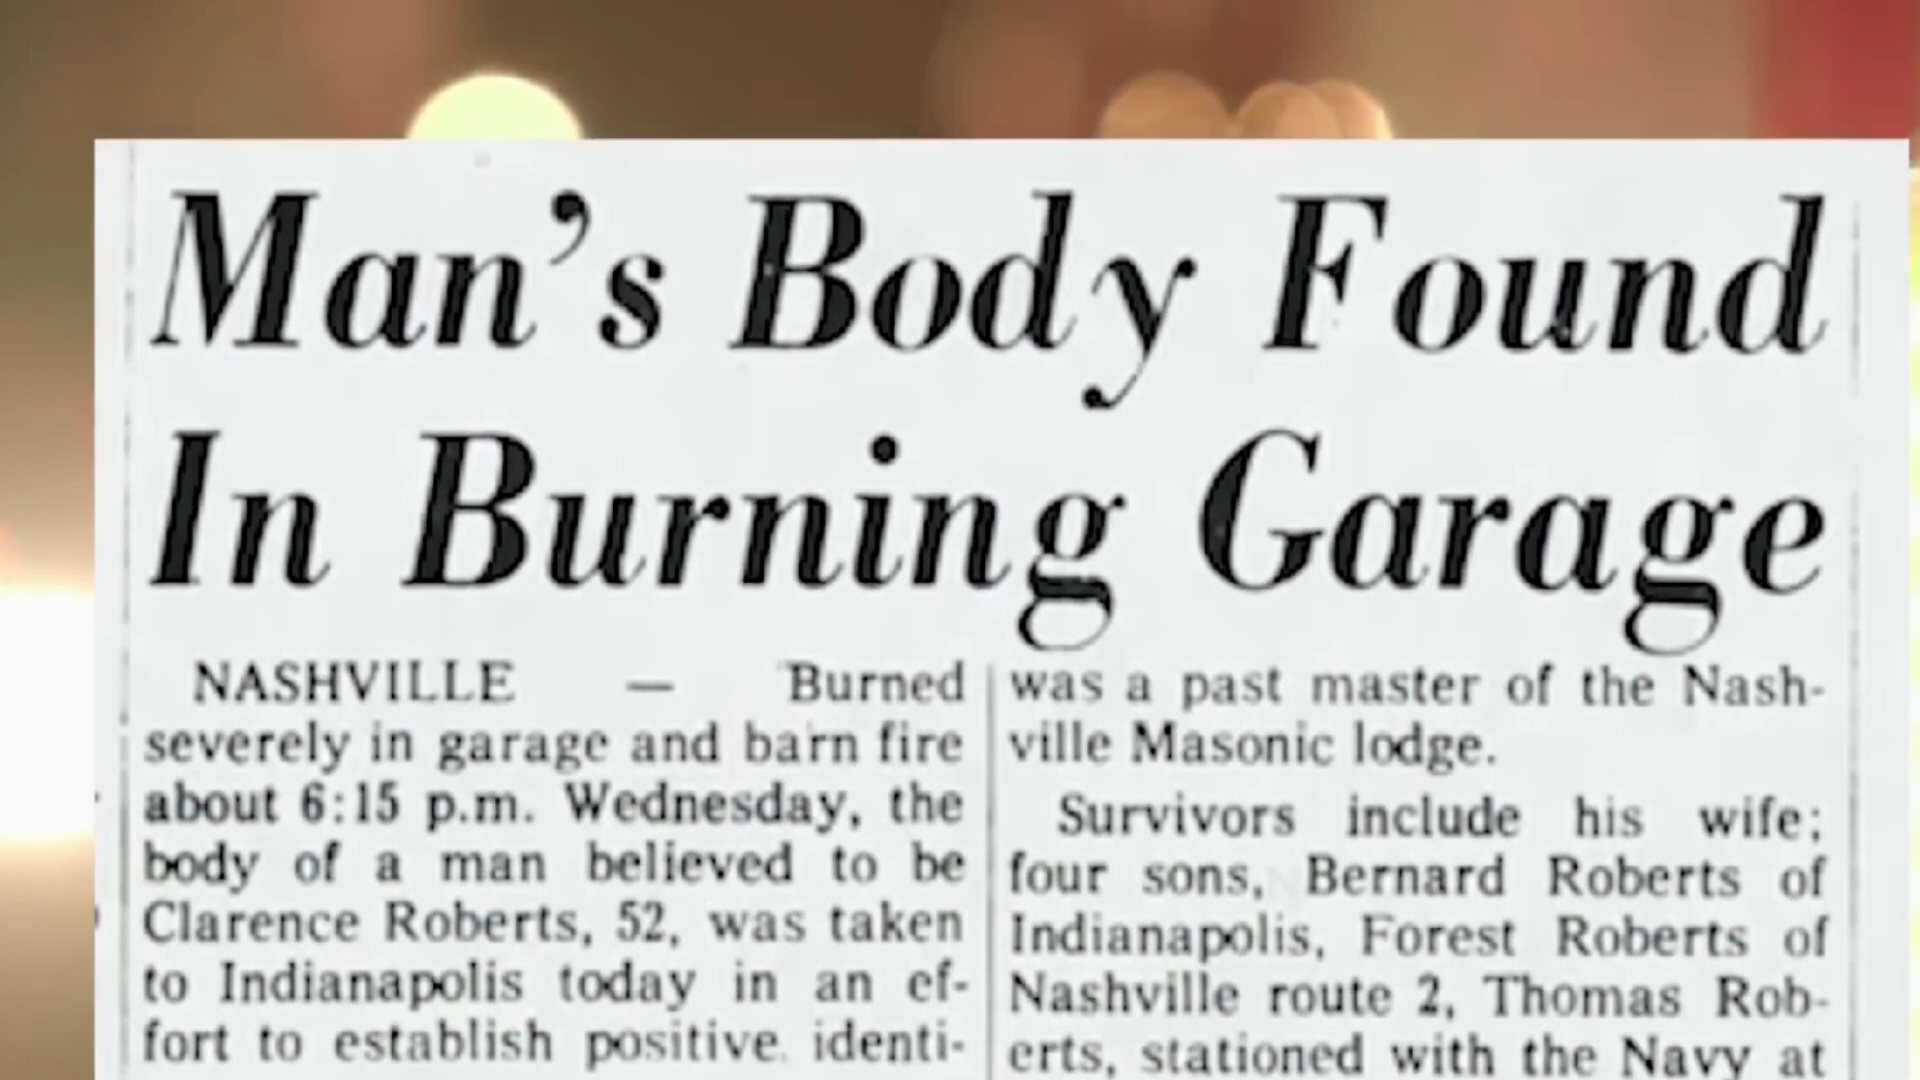 Man's Body Found
In Burning Garage
NASHVILLE — Burned
severely in garage and barn fire
about 6:15 p.m. Wednesday, the
body of a man believed to be
Clarence Roberts, 52, was taken
to Indianapolis today in an ef-
fort to establish positive identi-
was a past master of the Nash-
ville Masonic lodge.
Survivors include his wife;
four sons, Bernard Roberts of
Indianapolis, Forest Roberts of
Nashville route 2, Thomas Rob-
erts, stationed with the Navy at